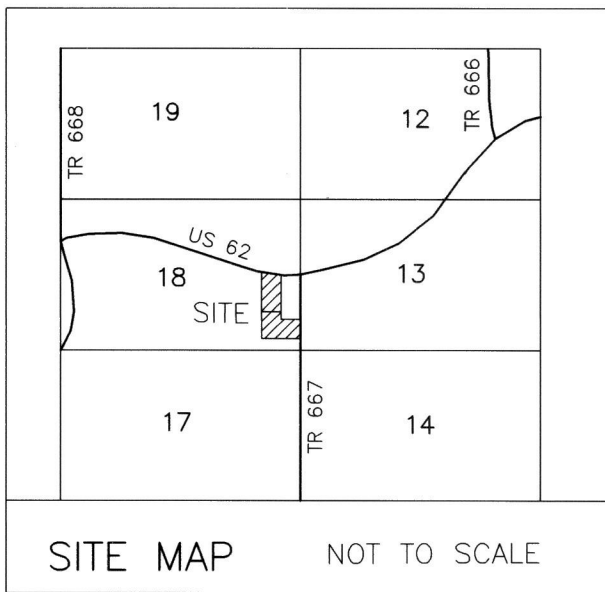 19
12
TR 668
TR 666
US 62
18
13
SITE
17
14
TR 667
SITE MAP
NOT TO SCALE